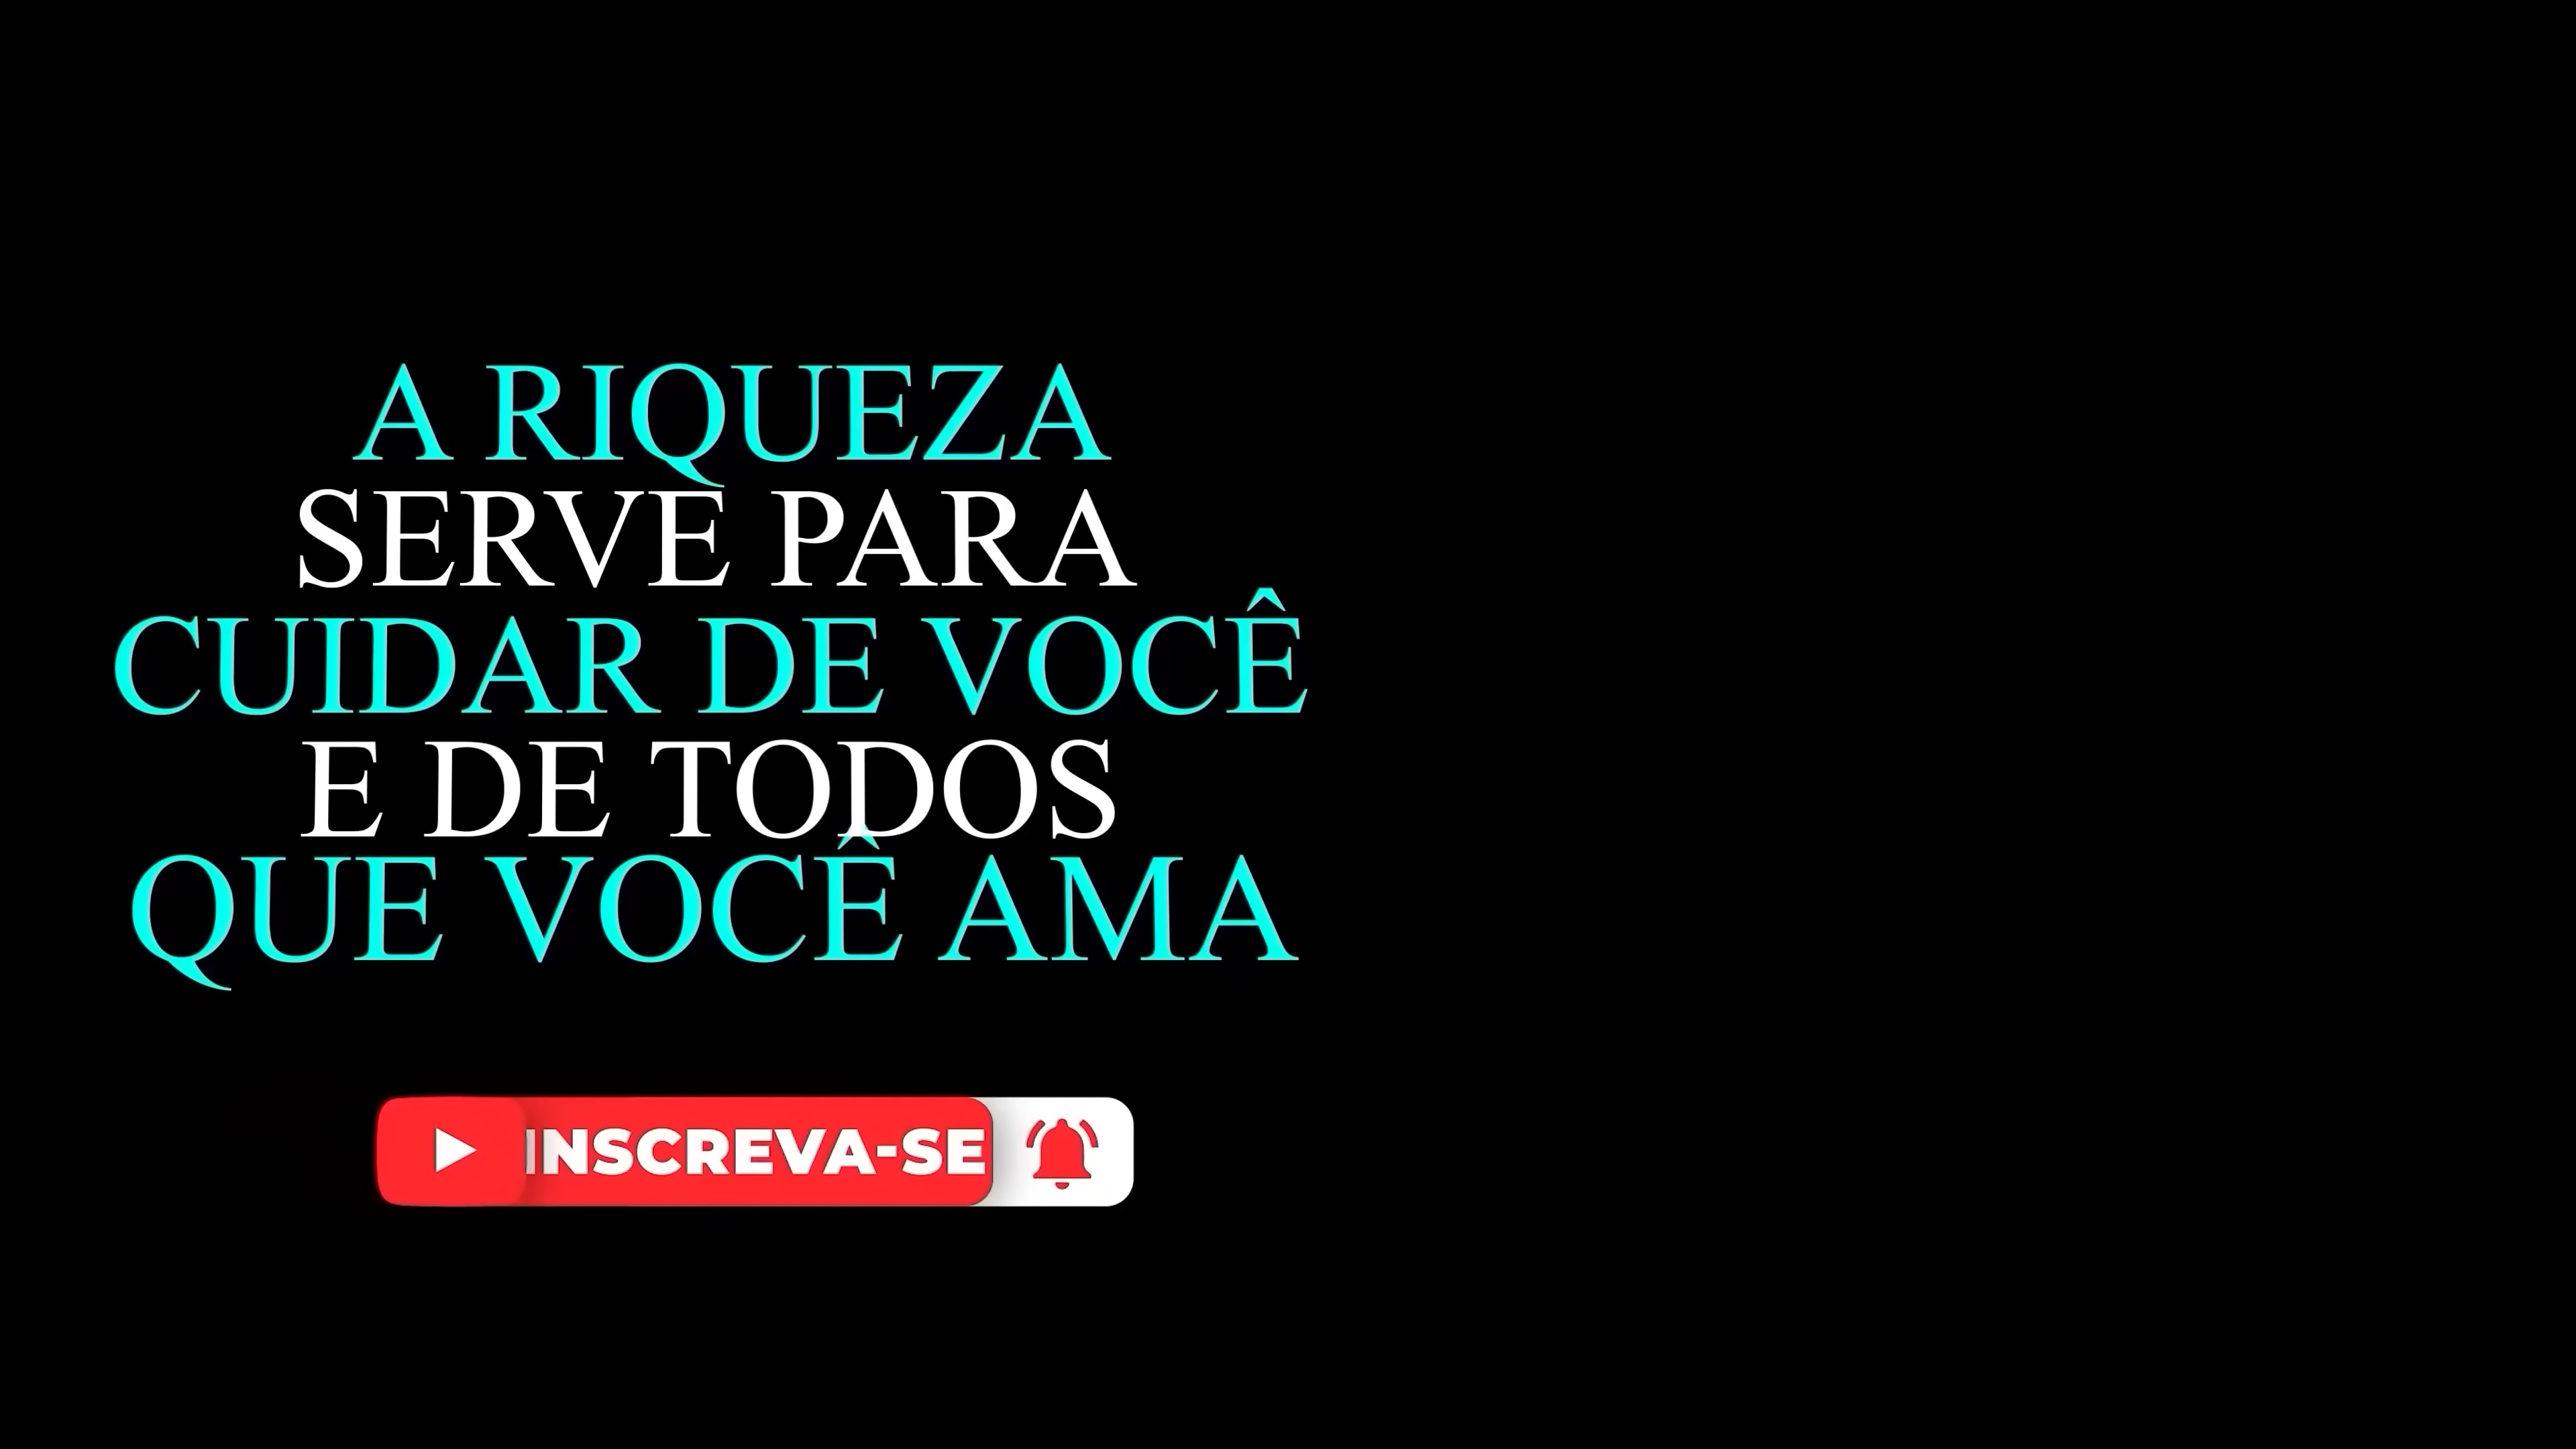 A RIQUEZA
SERVE PARA
CUIDAR DE VOCÊ
E DE TODOS
QUE VOCÊ AMA
INSCREVA-SE